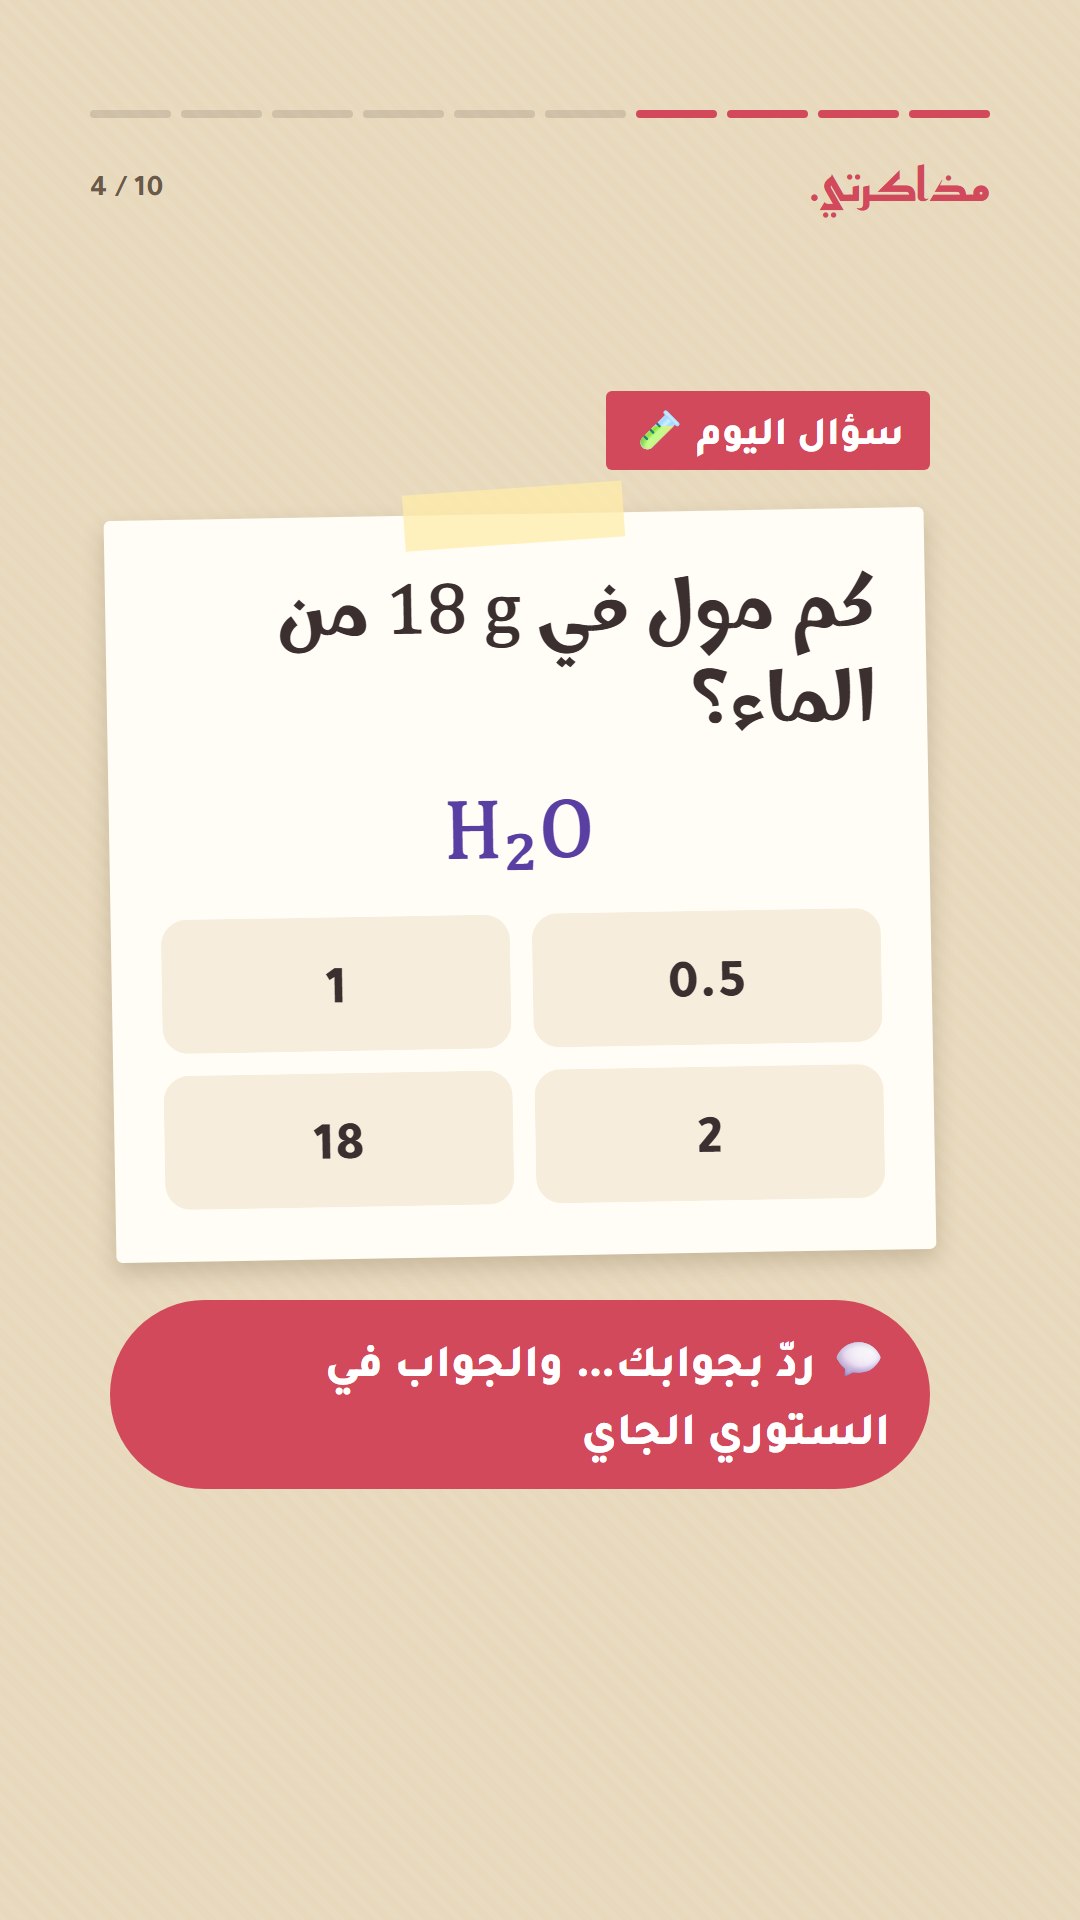 مذاكرتي.
4 / 10
سؤال اليوم 🧪
كم مول في 18 g من
الماء؟
H₂O
0.5
1
2
18
💬 ردّ بجوابك... والجواب في
الستوري الجاي